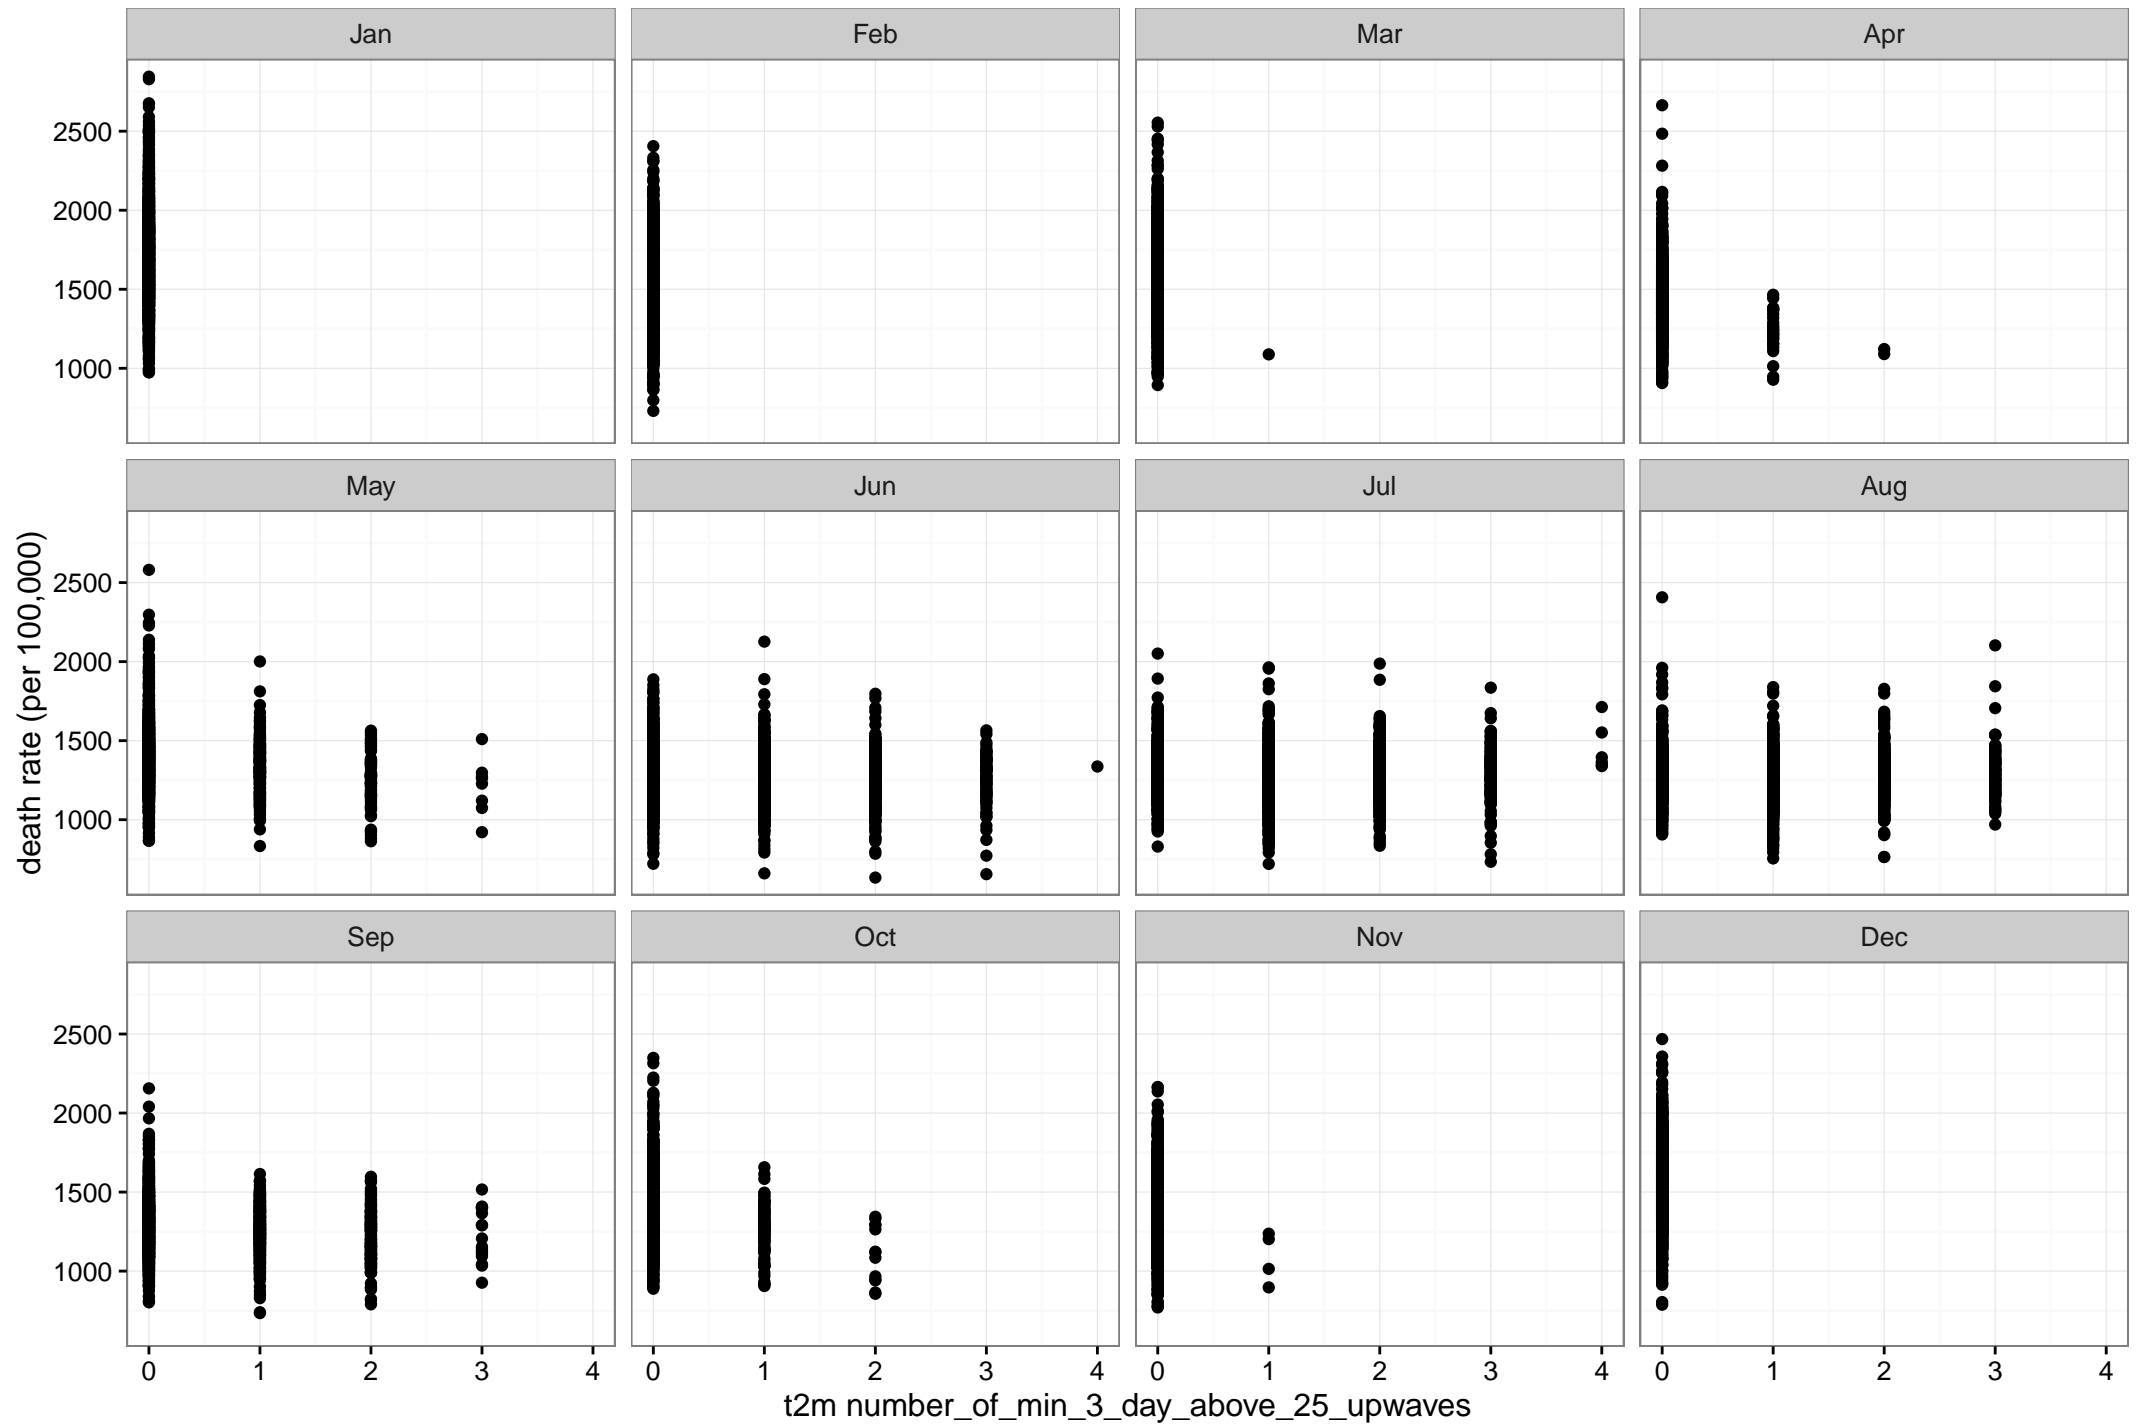 Jan Feb Mar Apr
2500
2000
1500
1000
May Jun Jul Aug
death rate (per 100,000)
2500
2000
1500
1000
Sep Oct Nov Dec
2500
2000
1500
1000
0 1 2 3 4 0 1 2 3 4 0 1 2 3 4 0 1 2 3 4
t2m number_of_min_3_day_above_25_upwaves